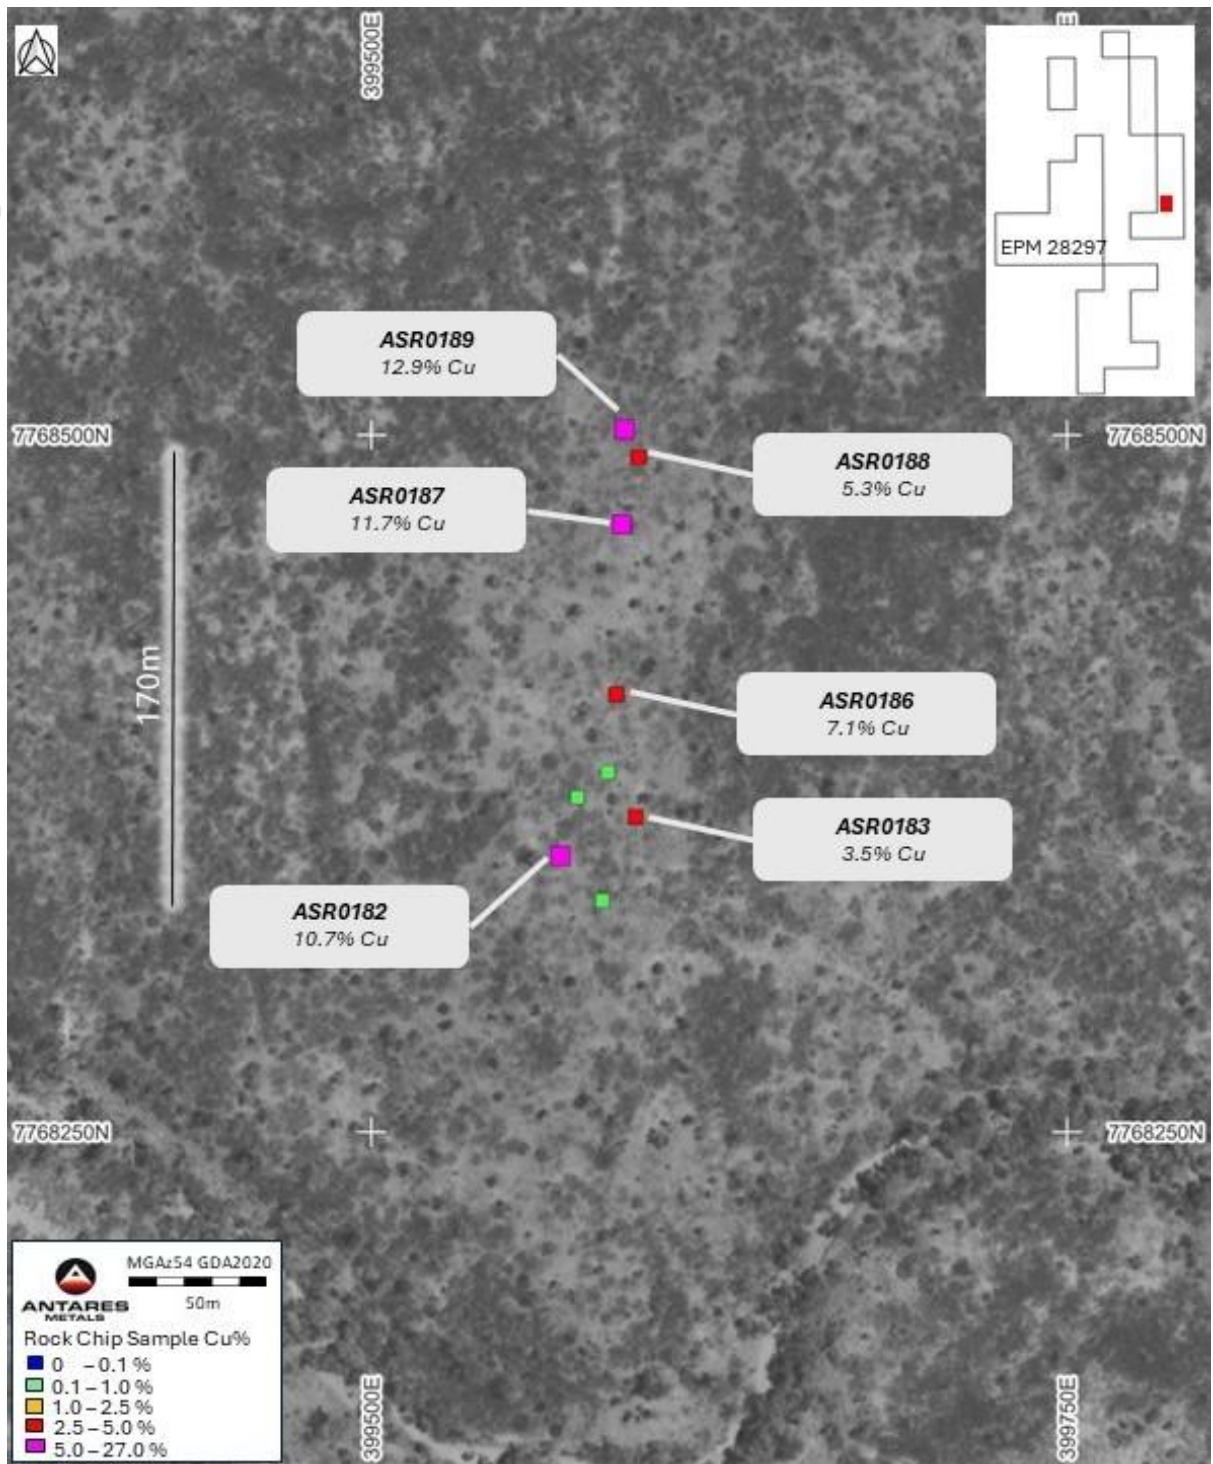 399500E
E
EPM 28297
ASR0189
12.9% Cu
7768500N
7768500N
ASR0188
5.3% Cu
ASR0187
11.7% Cu
170m
ASR0186
7.1% Cu
ASR0183
3.5% Cu
ASR0182
10.7% Cu
7768250N
7768250N
MGAz54 GDA2020
50m
ANTARES
METALS
Rock Chip Sample Cu%
0 – 0.1 %
0.1 – 1.0 %
1.0 – 2.5 %
2.5 – 5.0 %
5.0 – 27.0 %
399500E
399750E